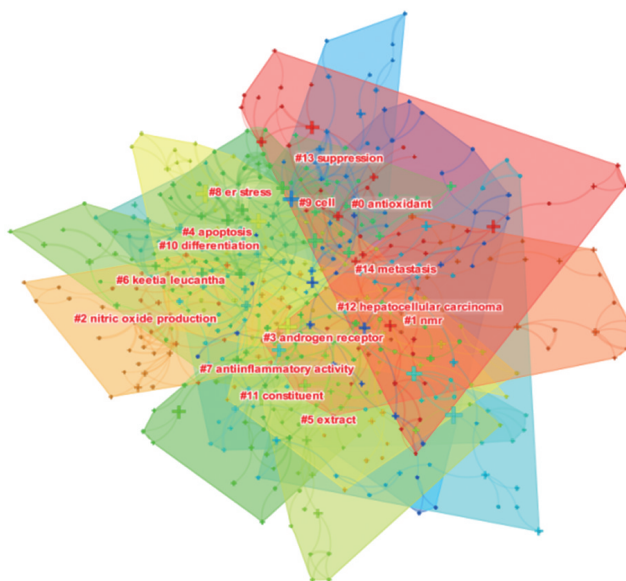 #13 suppression
#8 er stress
#9 cell
#0 antioxidant
#4 apoptosis
#10 differentiation
#14 metastasis
#6 keetia leucantha
#12 hepatocellular carcinoma
#2 nitric oxide production
#1 nmr
#3 androgen receptor
#7 antiinflammatory activity
#11 constituent
#5 extract